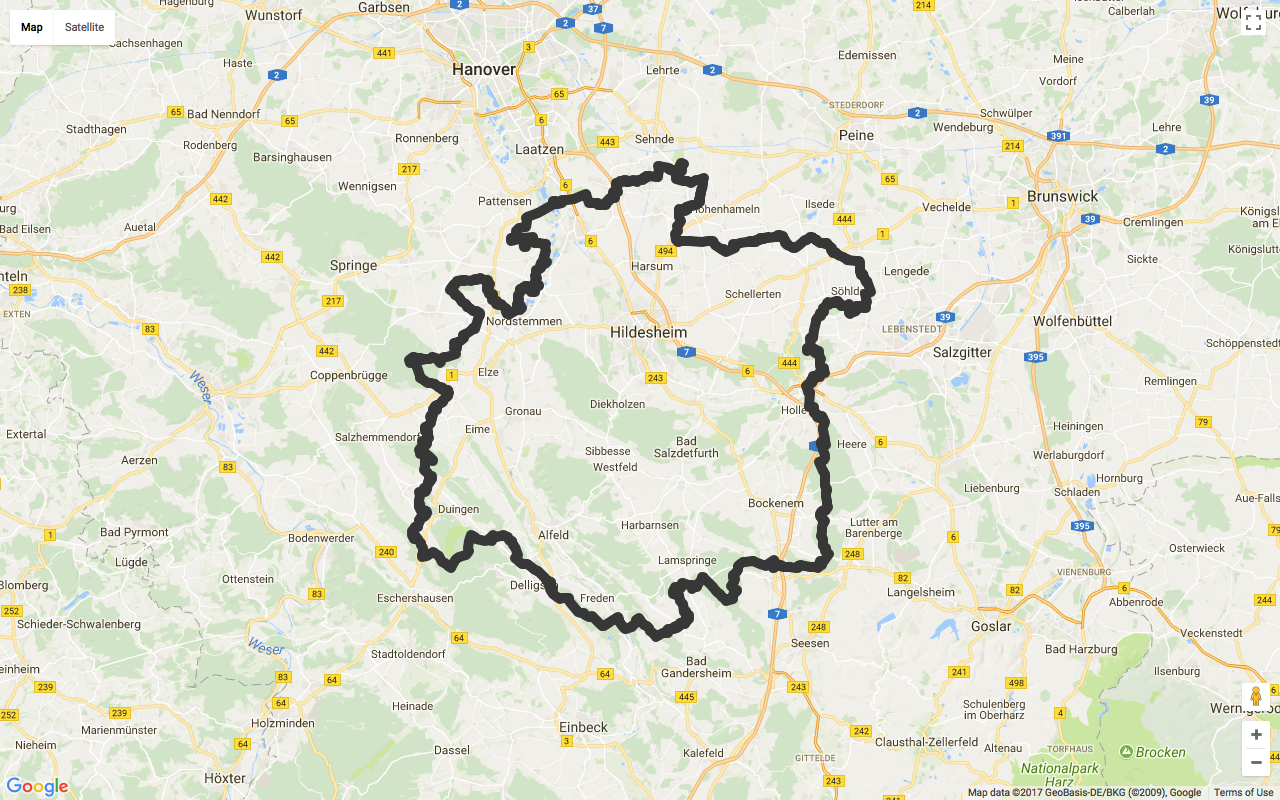 Hagenburg
Wunstorf
Garbsen
2
37
2
7
214
Calberlah
Map
Satellite
Sachsenhagen
441
3
Edemissen
Meine
Haste
2
Hanover
Lehrte
2
Vordorf
65
39
STEDERDORF
65
Bad Nenndorf
65
6
2
Schwülper
Wendeburg
391
Lehre
Stadthagen
Ronnenberg
443
Sehnde
Peine
2
Rodenberg
Laatzen
214
Barsinghausen
217
65
Wennigsen
6
442
Pattensen
Hohenhameln
Ilsede
Vechelde
1
Brunswick
444
39
Cremlingen
Bad Eilsen
Auetal
1
6
494
442
Springe
Harsum
Lengede
Sickte
Königslutter
238
217
Schellerten
EXTEN
Nordstemmen
39
Wolfenbüttel
83
Hildesheim
LEBENSTEDT
Schöppenstedt
442
7
444
Salzgitter
395
Coppenbrügge
1
Elze
243
6
Remlingen
Weser
Diekholzen
Gronau
Holle
79
Extertal
Eime
Heiningen
Salzhemmendorf
Bad
Salzdetfurth
Heere
6
Sibbesse
Westfeld
Werlaburgdorf
Aerzen
83
Hornburg
Liebenburg
Schladen
Aue-Falls
Duingen
Bockenem
Harbarnsen
Lutter am
Barenberge
395
1
Bad Pyrmont
Bodenwerder
Alfeld
6
240
Lamspringe
248
Osterwieck
Lügde
VIENENBURG
Ottenstein
82
82
6
Blomberg
83
Eschershausen
Freden
Langelsheim
Abbenrode
244
252
7
Schieder-Schwalenberg
64
248
Goslar
Veckenstedt
Weser
Seesen
Stadtoldendorf
Bad Harzburg
Bad
Gandersheim
64
241
Ilsenburg
83
64
239
243
498
445
64
Heinade
252
239
Schulenberg
im Oberharz
Holzminden
Marienmünster
Einbeck
4
242
3
Nieheim
64
Clausthal-Zellerfeld
Altenau
TORFHAUS
Dassel
Kalefeld
GITTELDE
Brocken
Höxter
243
Nationalpark
Harz
Google
Map data ©2017 GeoBasis-DE/BKG (©2009), Google
Terms of Use